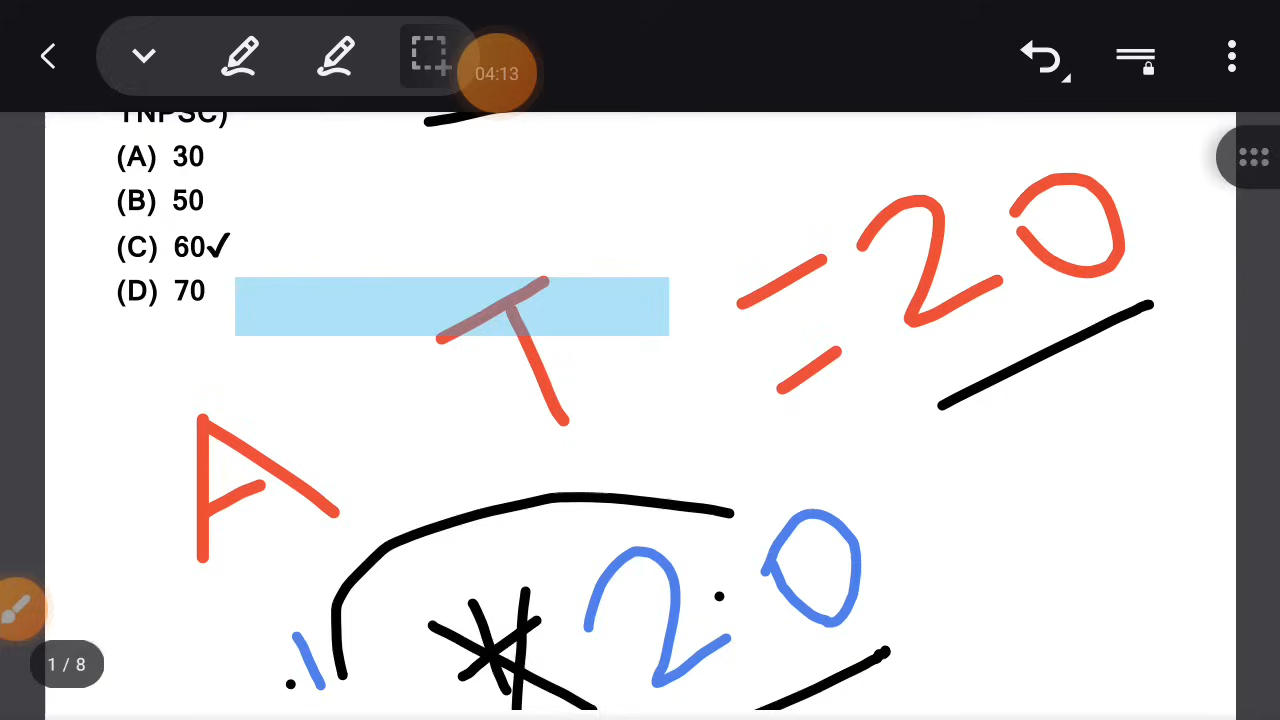 04:13
TNPSC)
(A) 30
(B) 50
(C) 60✓
(D) 70
T = 20
=
A
20
1 / 8